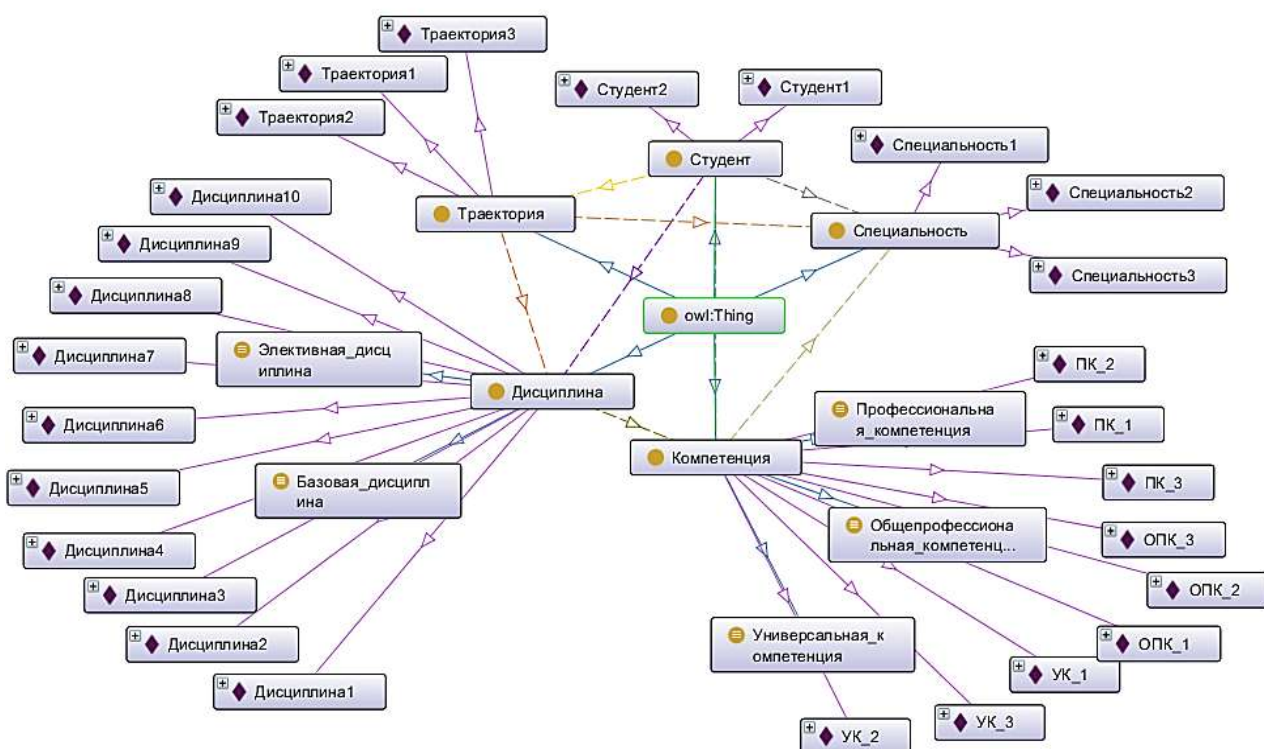 Траектория3
Траектория1
Траектория2
Студент2
Студент1
Студент
Специальность1
Специальность2
Специальность
Специальность3
Траектория
Дисциплина10
Дисциплина9
Дисциплина8
Дисциплина7
Элективная_дисц
иплина
owl:Thing
Дисциплина
Дисциплина6
Дисциплина5
Базовая_дисципл
ина
Дисциплина4
Дисциплина3
Дисциплина2
Дисциплина1
Компетенция
Профессиональна
я_компетенция
ПК_2
ПК_1
ПК_3
Общепрофессиона
льная_компетенц...
ОПК_3
ОПК_2
ОПК_1
Универсальная_к
омпетенция
УК_1
УК_3
УК_2